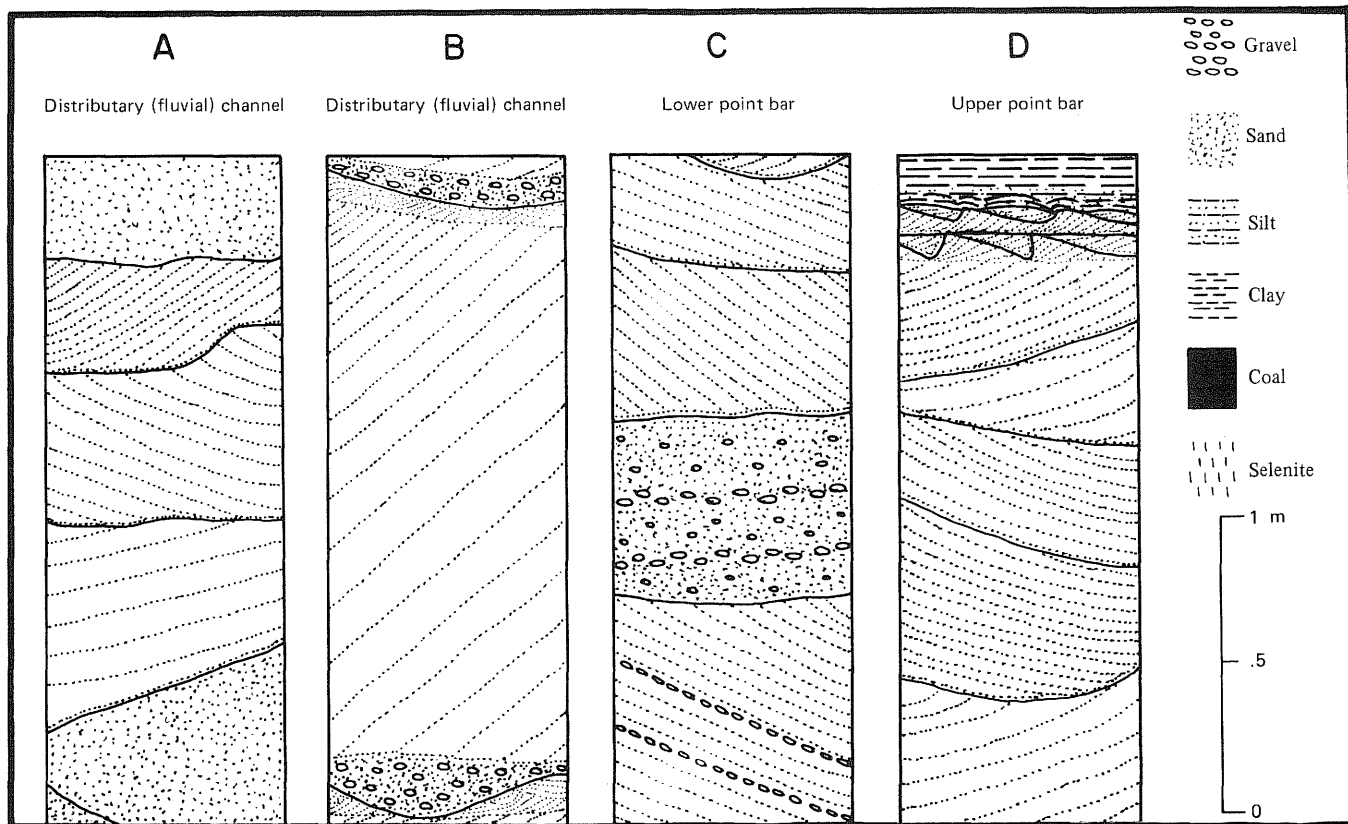 A
Distributary (fluvial) channel
B
Distributary (fluvial) channel
C
Lower point bar
D
Upper point bar
Gravel
Sand
Silt
Clay
Coal
Selenite
1 m
.5
0